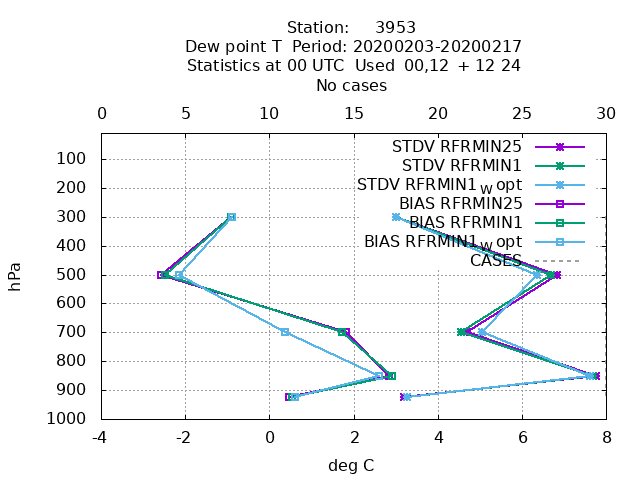 Station: 3953
Dew point T Period: 20200203-20200217
Statistics at 00 UTC Used 00,12 + 12 24
No cases
0 5 10 15 20 25 30
STDV RFRMIN25
STDV RFRMIN1
STDV RFRMIN1_w opt
BIAS RFRMIN25
BIAS RFRMIN1
BIAS RFRMIN1_w opt
CASES
hPa
100
200
300
400
500
600
700
800
900
1000
-4 -2 0 2 4 6 8
deg C